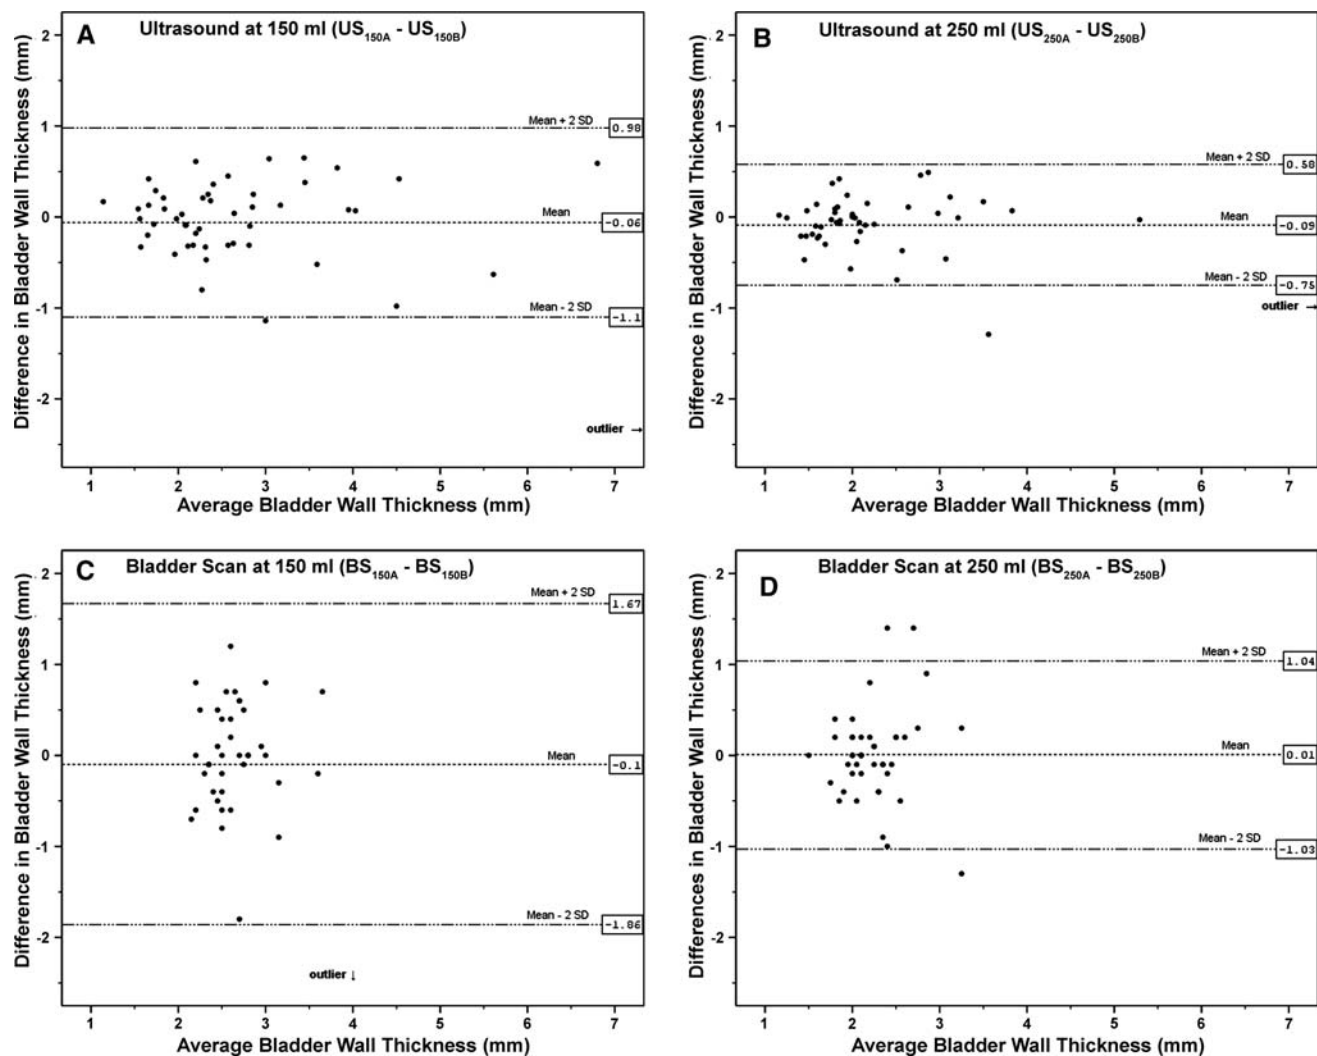 A Ultrasound at 150 ml (US150A - US150B)
Difference in Bladder Wall Thickness (mm)
2
1
0
-1
-2
Mean + 2 SD 0.98
Mean -0.06
Mean - 2 SD -1.1
outlier →
1 2 3 4 5 6 7
Average Bladder Wall Thickness (mm)
B Ultrasound at 250 ml (US250A - US250B)
Difference in Bladder Wall Thickness (mm)
2
1
0
-1
-2
Mean + 2 SD 0.58
Mean -0.09
Mean - 2 SD -0.75
outlier →
1 2 3 4 5 6 7
Average Bladder Wall Thickness (mm)
C Bladder Scan at 150 ml (BS150A - BS150B)
Difference in Bladder Wall Thickness (mm)
2
1
0
-1
-2
Mean + 2 SD 1.67
Mean -0.1
Mean - 2 SD -1.86
outlier ↓
1 2 3 4 5 6 7
Average Bladder Wall Thickness (mm)
D Bladder Scan at 250 ml (BS250A - BS250B)
Differences in Bladder Wall Thickness (mm)
2
1
0
-1
-2
Mean + 2 SD 1.04
Mean 0.01
Mean - 2 SD -1.03
1 2 3 4 5 6 7
Average Bladder Wall Thickness (mm)